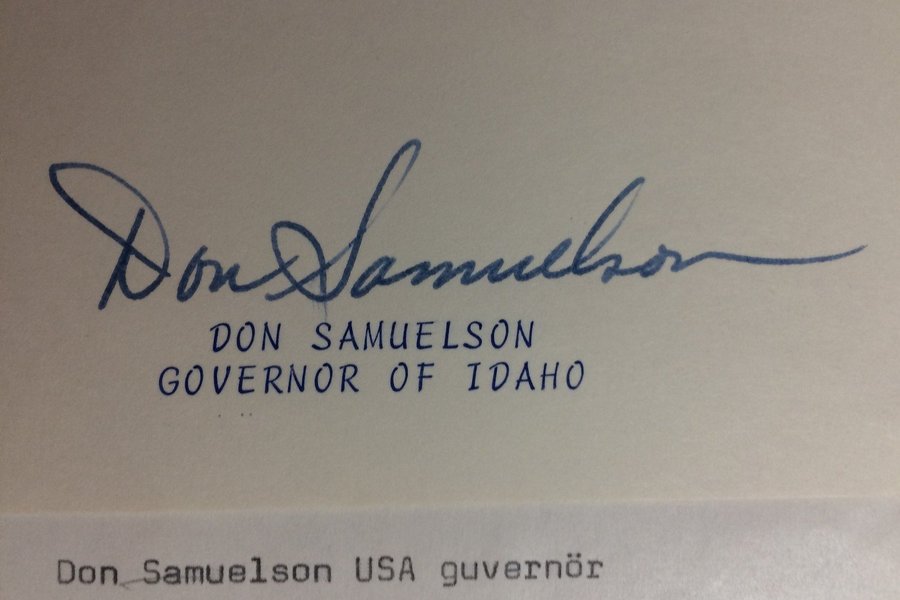 Don Samuelson
DON SAMUELSON
GOVERNOR OF IDAHO
Don Samuelson USA guvernör